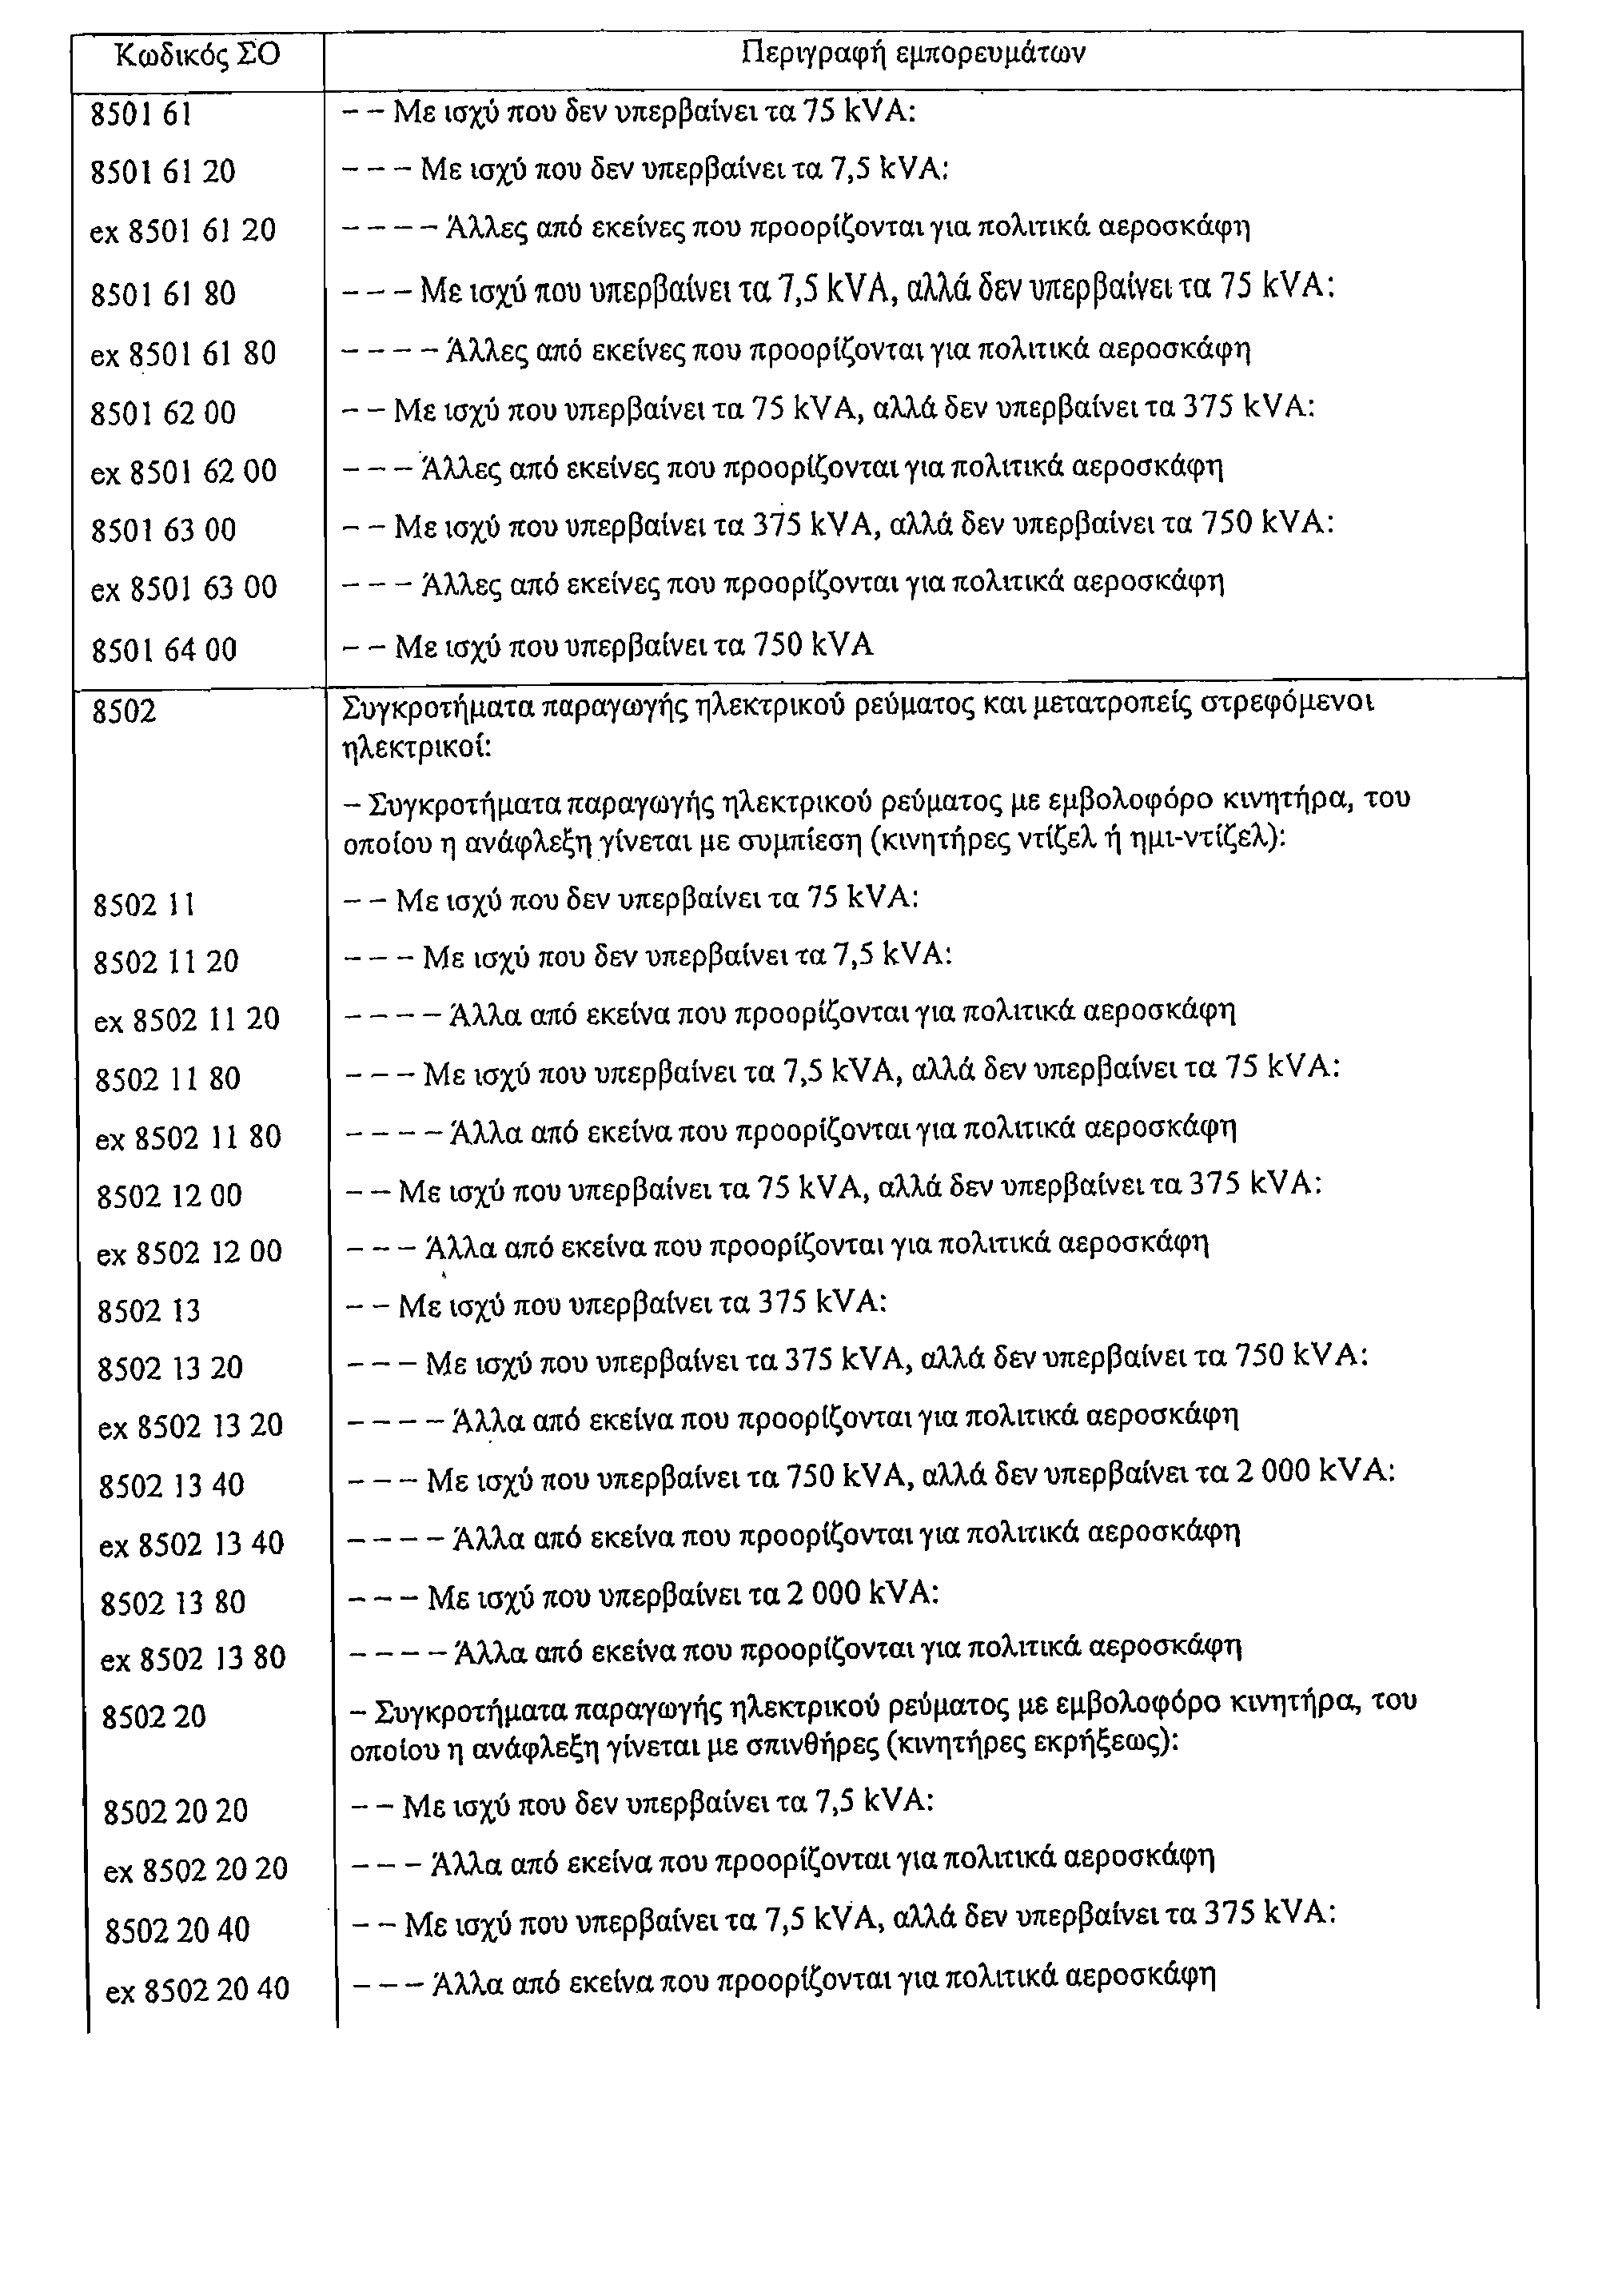 Κωδικός ΣΟ Περιγραφή εμπορευμάτων
8501 61 – – Με ισχύ που δεν υπερβαίνει τα 75 kVA:
8501 61 20 – – – Με ισχύ που δεν υπερβαίνει τα 7,5 kVA:
ex 8501 61 20 – – – – Άλλες από εκείνες που προορίζονται για πολιτικά αεροσκάφη
8501 61 80 – – – Με ισχύ που υπερβαίνει τα 7,5 kVA, αλλά δεν υπερβαίνει τα 75 kVA:
ex 8501 61 80 – – – – Άλλες από εκείνες που προορίζονται για πολιτικά αεροσκάφη
8501 62 00 – – Με ισχύ που υπερβαίνει τα 75 kVA, αλλά δεν υπερβαίνει τα 375 kVA:
ex 8501 62 00 – – – Άλλες από εκείνες που προορίζονται για πολιτικά αεροσκάφη
8501 63 00 – – Με ισχύ που υπερβαίνει τα 375 kVA, αλλά δεν υπερβαίνει τα 750 kVA:
ex 8501 63 00 – – – Άλλες από εκείνες που προορίζονται για πολιτικά αεροσκάφη
8501 64 00 – – Με ισχύ που υπερβαίνει τα 750 kVA
8502 Συγκροτήματα παραγωγής ηλεκτρικού ρεύματος και μετατροπείς στρεφόμενοι
ηλεκτρικοί:
– Συγκροτήματα παραγωγής ηλεκτρικού ρεύματος με εμβολοφόρο κινητήρα, του
οποίου η ανάφλεξη γίνεται με συμπίεση (κινητήρες ντίζελ ή ημι-ντίζελ):
8502 11 – – Με ισχύ που δεν υπερβαίνει τα 75 kVA:
8502 11 20 – – – Με ισχύ που δεν υπερβαίνει τα 7,5 kVA:
ex 8502 11 20 – – – – Άλλα από εκείνα που προορίζονται για πολιτικά αεροσκάφη
8502 11 80 – – – Με ισχύ που υπερβαίνει τα 7,5 kVA, αλλά δεν υπερβαίνει τα 75 kVA:
ex 8502 11 80 – – – – Άλλα από εκείνα που προορίζονται για πολιτικά αεροσκάφη
8502 12 00 – – Με ισχύ που υπερβαίνει τα 75 kVA, αλλά δεν υπερβαίνει τα 375 kVA:
ex 8502 12 00 – – – Άλλα από εκείνα που προορίζονται για πολιτικά αεροσκάφη
8502 13 – – Με ισχύ που υπερβαίνει τα 375 kVA:
8502 13 20 – – – Με ισχύ που υπερβαίνει τα 375 kVA, αλλά δεν υπερβαίνει τα 750 kVA:
ex 8502 13 20 – – – – Άλλα από εκείνα που προορίζονται για πολιτικά αεροσκάφη
8502 13 40 – – – Με ισχύ που υπερβαίνει τα 750 kVA, αλλά δεν υπερβαίνει τα 2 000 kVA:
ex 8502 13 40 – – – – Άλλα από εκείνα που προορίζονται για πολιτικά αεροσκάφη
8502 13 80 – – – Με ισχύ που υπερβαίνει τα 2 000 kVA:
ex 8502 13 80 – – – – Άλλα από εκείνα που προορίζονται για πολιτικά αεροσκάφη
8502 20 – Συγκροτήματα παραγωγής ηλεκτρικού ρεύματος με εμβολοφόρο κινητήρα, του
οποίου η ανάφλεξη γίνεται με σπινθήρες (κινητήρες εκρήξεως):
8502 20 20 – – Με ισχύ που δεν υπερβαίνει τα 7,5 kVA:
ex 8502 20 20 – – – Άλλα από εκείνα που προορίζονται για πολιτικά αεροσκάφη
8502 20 40 – – Με ισχύ που υπερβαίνει τα 7,5 kVA, αλλά δεν υπερβαίνει τα 375 kVA:
ex 8502 20 40 – – – Άλλα από εκείνα που προορίζονται για πολιτικά αεροσκάφη